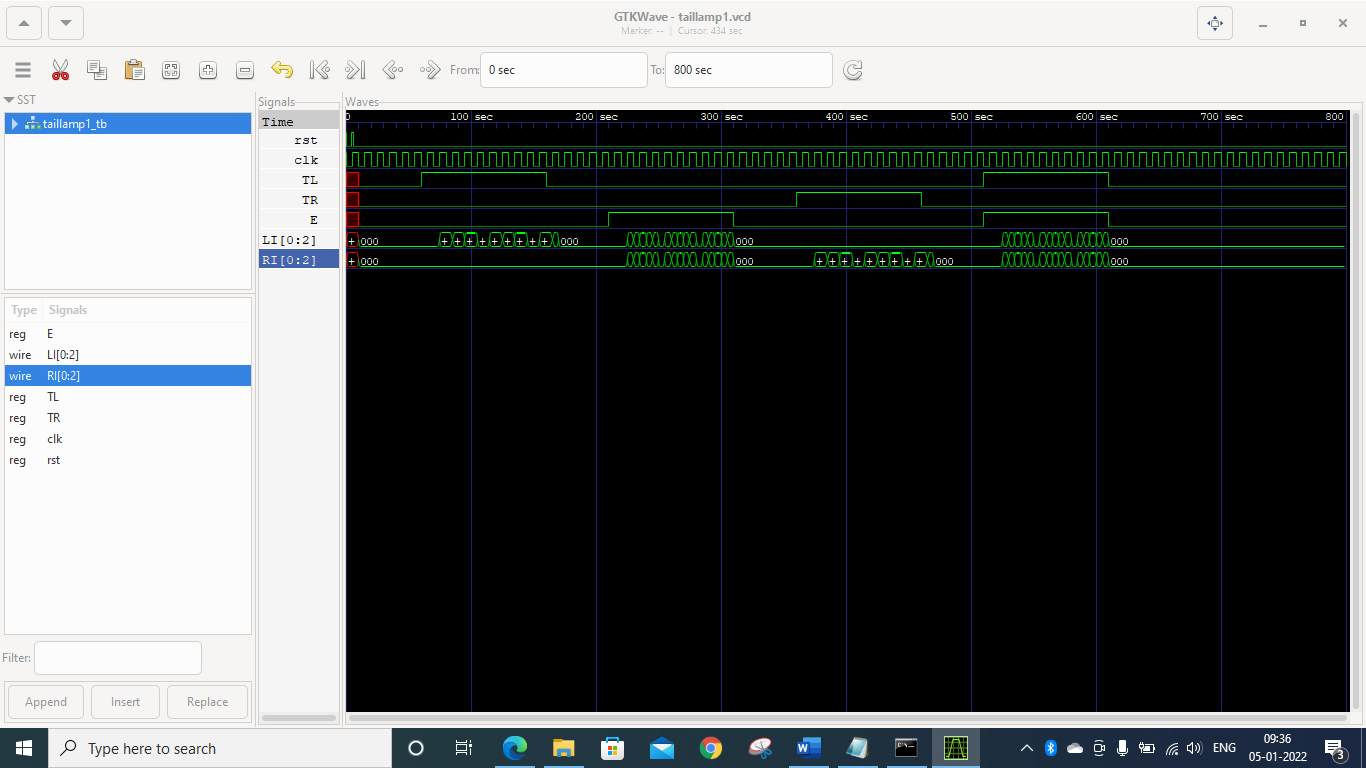 GTKWave - taillamp1.vcd
Marker: -- | Cursor: 434 sec
From: 0 sec To: 800 sec
SST
taillamp1_tb
Type Signals
reg E
wire LI[0:2]
wire RI[0:2]
reg TL
reg TR
reg clk
reg rst
Filter:
Append Insert Replace
Signals
Time
rst
clk
TL
TR
E
LI[0:2]
RI[0:2]
Waves
0 100 sec 200 sec 300 sec 400 sec 500 sec 600 sec 700 sec 800
+ 000 + + + + + + + + + 000 000 000
+ 000 000 + + + + + + + + + 000 000
Type here to search
ENG
09:36
05-01-2022
3